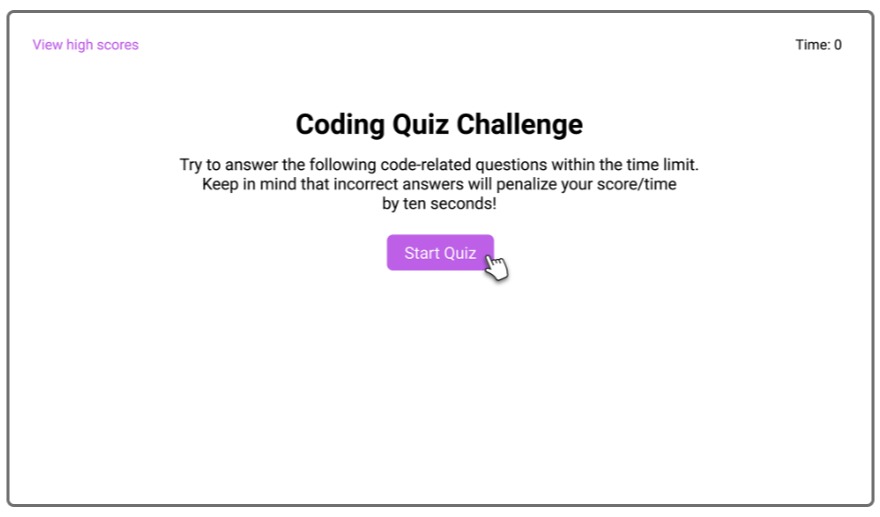 View high scores
Time: 0
Coding Quiz Challenge
Try to answer the following code-related questions within the time limit.
Keep in mind that incorrect answers will penalize your score/time
by ten seconds!
Start Quiz